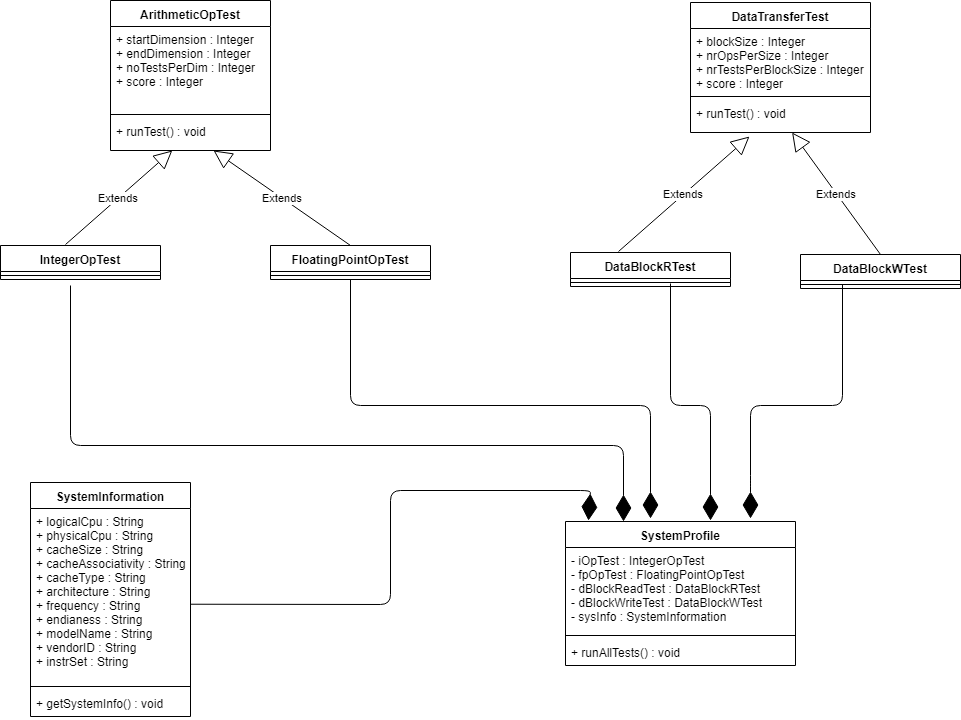 ArithmeticOpTest
+ startDimension : Integer
+ endDimension : Integer
+ noTestsPerDim : Integer
+ score : Integer
+ runTest() : void
DataTransferTest
+ blockSize : Integer
+ nrOpsPerSize : Integer
+ nrTestsPerBlockSize : Integer
+ score : Integer
+ runTest() : void
Extends
Extends
Extends
Extends
IntegerOpTest
FloatingPointOpTest
DataBlockRTest
DataBlockWTest
SystemInformation
+ logicalCpu : String
+ physicalCpu : String
+ cacheSize : String
+ cacheAssociativity : String
+ cacheType : String
+ architecture : String
+ frequency : String
+ endianess : String
+ modelName : String
+ vendorID : String
+ instrSet : String
+ getSystemInfo() : void
SystemProfile
- iOpTest : IntegerOpTest
- fpOpTest : FloatingPointOpTest
- dBlockReadTest : DataBlockRTest
- dBlockWriteTest : DataBlockWTest
- sysInfo : SystemInformation
+ runAllTests() : void